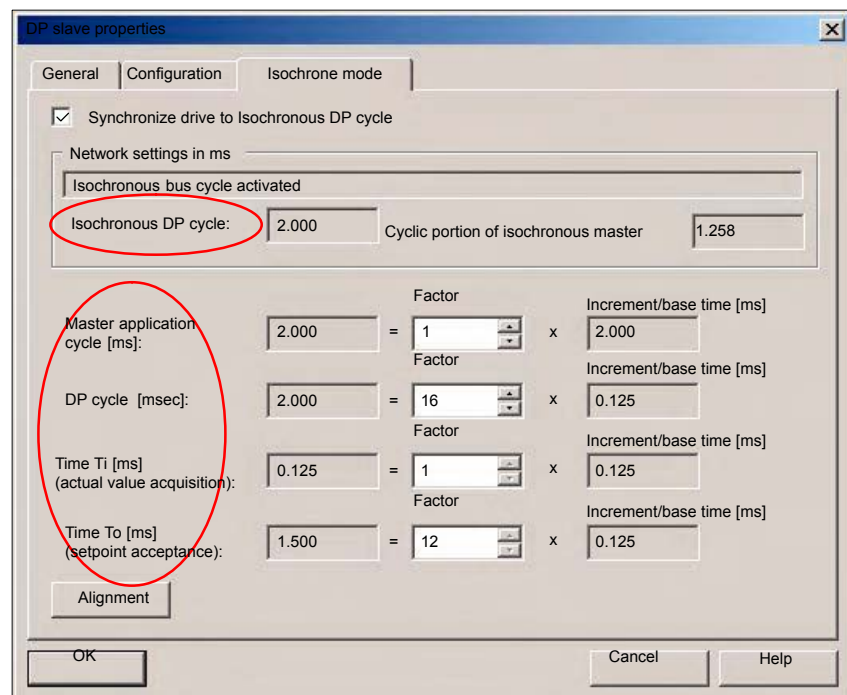 DP slave properties
General Configuration Isochrone mode
Synchronize drive to Isochronous DP cycle
Network settings in ms
Isochronous bus cycle activated
Isochronous DP cycle: 2.000 Cyclic portion of isochronous master 1.258
Factor Increment/base time [ms]
Master application
cycle [ms]: 2.000 = 1 x 2.000
Factor Increment/base time [ms]
DP cycle [msec]: 2.000 = 16 x 0.125
Factor Increment/base time [ms]
Time Ti [ms]
(actual value acquisition): 0.125 = 1 x 0.125
Factor Increment/base time [ms]
Time To [ms]
(setpoint acceptance): 1.500 = 12 x 0.125
Alignment
OK Cancel Help